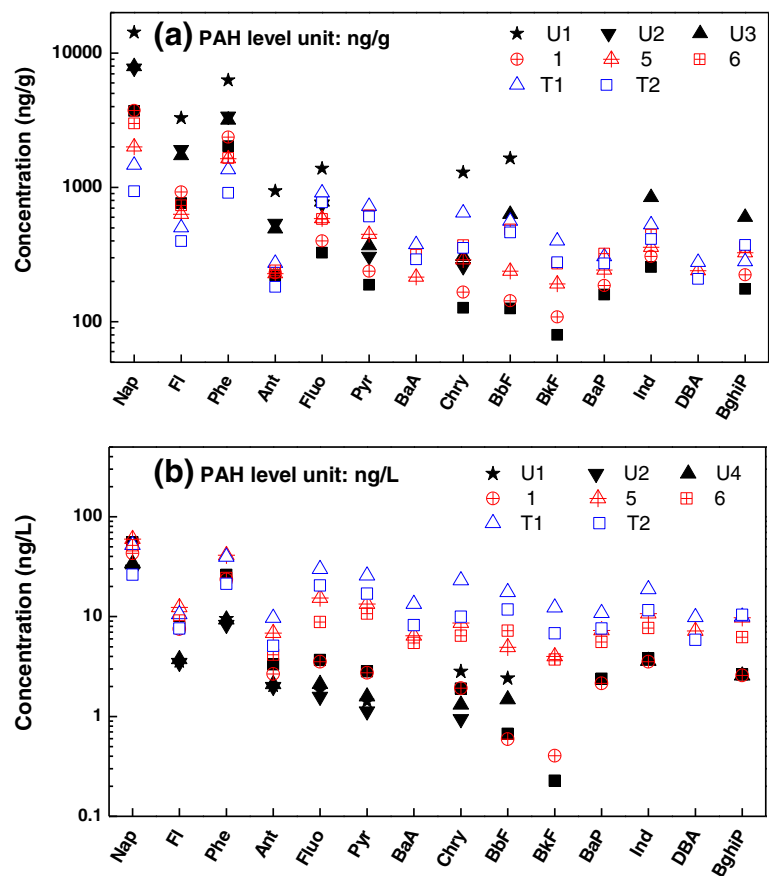 (a) PAH level unit: ng/g
U1 U2 U3
1 5 6
T1 T2
Concentration (ng/g)
10000
1000
100
Nap Fl Phe Ant Fluo Pyr BaA Chry BbF BkF BaP Ind DBA BghiP
(b) PAH level unit: ng/L
U1 U2 U4
1 5 6
T1 T2
Concentration (ng/L)
100
10
1
0.1
Nap Fl Phe Ant Fluo Pyr BaA Chry BbF BkF BaP Ind DBA BghiP